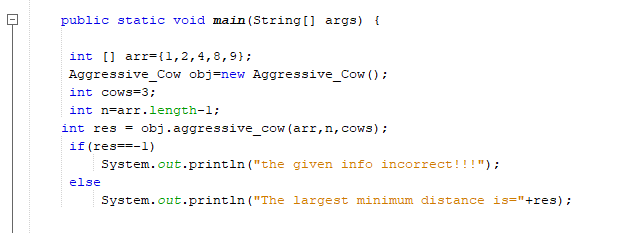 public static void main(String[] args) {
int [] arr={1,2,4,8,9};
Aggressive_Cow obj=new Aggressive_Cow();
int cows=3;
int n=arr.length-1;
int res = obj.aggressive_cow(arr,n,cows);
if(res==-1)
System.out.println("the given info incorrect!!!");
else
System.out.println("The largest minimum distance is="+res);